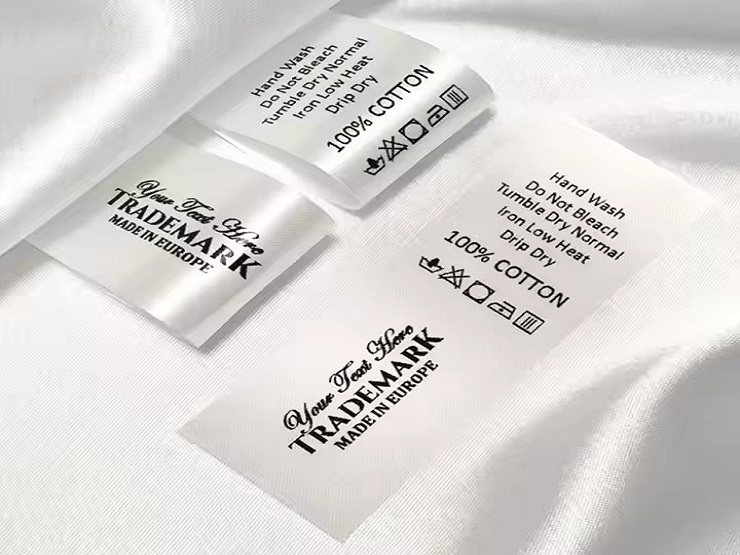 Hand Wash
Do Not Bleach
Tumble Dry Normal
Iron Low Heat
Drip Dry
100% COTTON
Your Text Here
TRADEMARK
MADE IN EUROPE
Hand Wash
Do Not Bleach
Tumble Dry Normal
Iron Low Heat
Drip Dry
100% COTTON
Your Text Here
TRADEMARK
MADE IN EUROPE